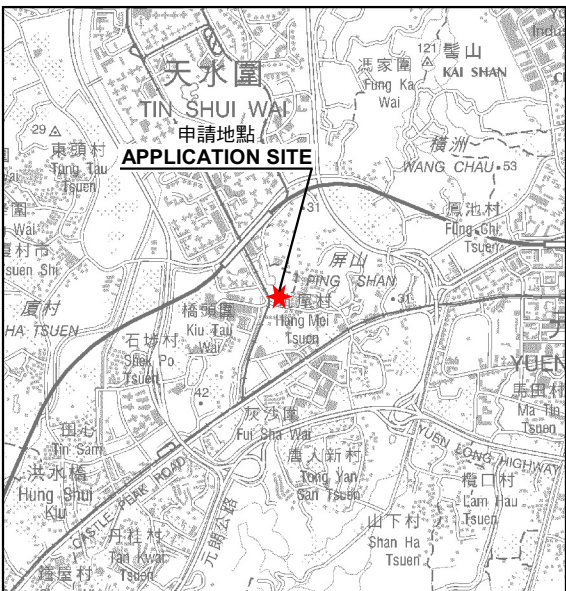 天水圍
TIN SHUI WAI
申請地點
APPLICATION SITE
馮家圍
Fung Ka
Wai
121
髻山
KAI SHAN
橫洲
WANG CHAU
53
29
東頭村
Tung Tau
Tsuen
鳳池村
Fung Chi
Tsuen
31
屏山
PING SHAN
尾村
Hang Mei
Tsuen
31
廈村
HA TSUEN
橋頭圍
Kiu Tau
Wai
石埗村
Shek Po
Tsuen
42
YUEN
馬田村
Ma Tin
Tsuen
灰沙圍
Fui Sha Wai
YUEN LONG HIGHWAY
田心
Tin Sam
洪水橋
Hung Shui
Kiu
唐人新村
Tong Yan
San Tsuen
欖口村
Lam Hau
Tsuen
CASTLE PEAK ROAD
元朗公路
山下村
Shan Ha
Tsuen
丹桂村
Tan Kwai
Tsuen
鍾屋村